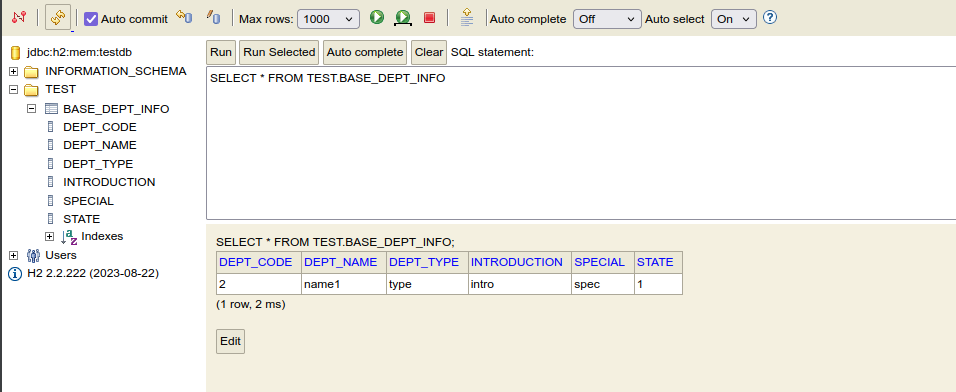 Auto commit Max rows: 1000 Auto complete Off Auto select On
jdbc:h2:mem:testdb
INFORMATION_SCHEMA
TEST
BASE_DEPT_INFO
DEPT_CODE
DEPT_NAME
DEPT_TYPE
INTRODUCTION
SPECIAL
STATE
Indexes
Users
H2 2.2.222 (2023-08-22)
Run Run Selected Auto complete Clear SQL statement:
SELECT * FROM TEST.BASE_DEPT_INFO
SELECT * FROM TEST.BASE_DEPT_INFO;
DEPT_CODE DEPT_NAME DEPT_TYPE INTRODUCTION SPECIAL STATE
2 name1 type intro spec 1
(1 row, 2 ms)
Edit